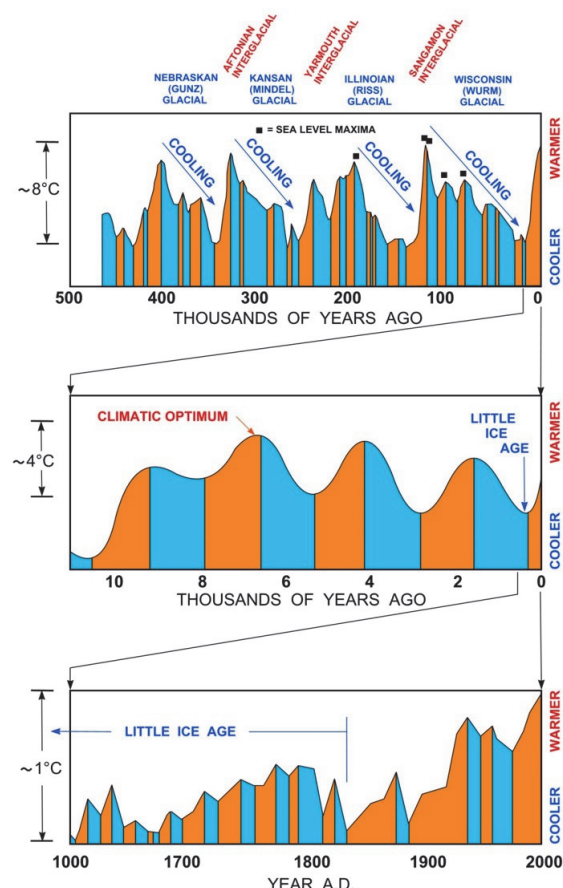 AFTONIAN
INTERGLACIAL
YARMOUTH
INTERGLACIAL
SANGAMON
INTERGLACIAL
NEBRASKAN
(GUNZ)
GLACIAL
KANSAN
(MINDEL)
GLACIAL
ILLINOIAN
(RISS)
GLACIAL
WISCONSIN
(WURM)
GLACIAL
■ = SEA LEVEL MAXIMA
COOLING
COOLING
COOLING
COOLING
~8°C
WARMER
COOLER
500 400 300 200 100 0
THOUSANDS OF YEARS AGO
CLIMATIC OPTIMUM
LITTLE
ICE
AGE
~4°C
WARMER
COOLER
10 8 6 4 2 0
THOUSANDS OF YEARS AGO
LITTLE ICE AGE
~1°C
WARMER
COOLER
1000 1700 1800 1900 2000
YEAR A.D.